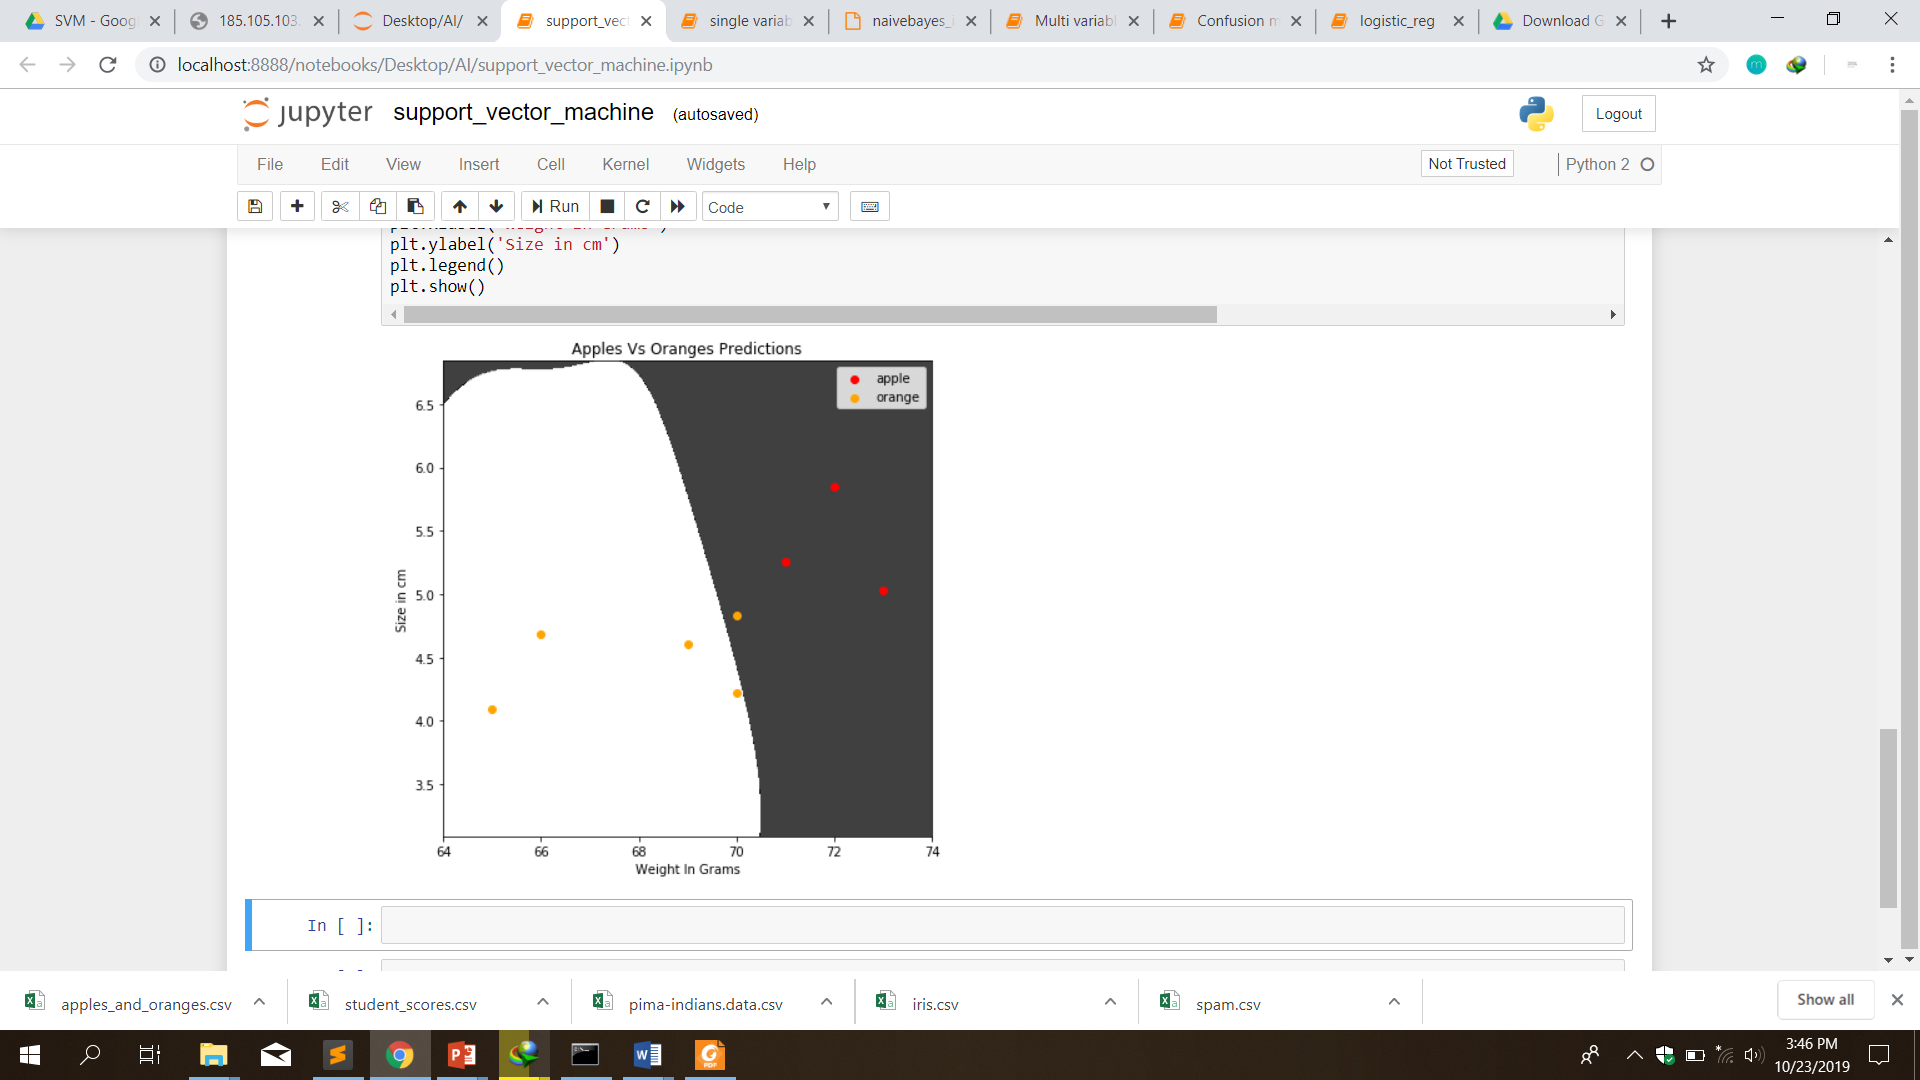 SVM - Goog
185.105.103.
Desktop/AI/
support_vec
single variab
naivebayes_i
Multi variabl
Confusion m
logistic_reg
Download G
localhost:8888/notebooks/Desktop/AI/support_vector_machine.ipynb
m
jupyter support_vector_machine (autosaved)
Logout
File Edit View Insert Cell Kernel Widgets Help
Not Trusted
Python 2
Run
Code
plt.ylabel('Size in cm')
plt.legend()
plt.show()
Apples Vs Oranges Predictions
apple
orange
6.5
6.0
5.5
5.0
4.5
4.0
3.5
Size in cm
64 66 68 70 72 74
Weight In Grams
In [ ]:
apples_and_oranges.csv
student_scores.csv
pima-indians.data.csv
iris.csv
spam.csv
Show all
3:46 PM
10/23/2019